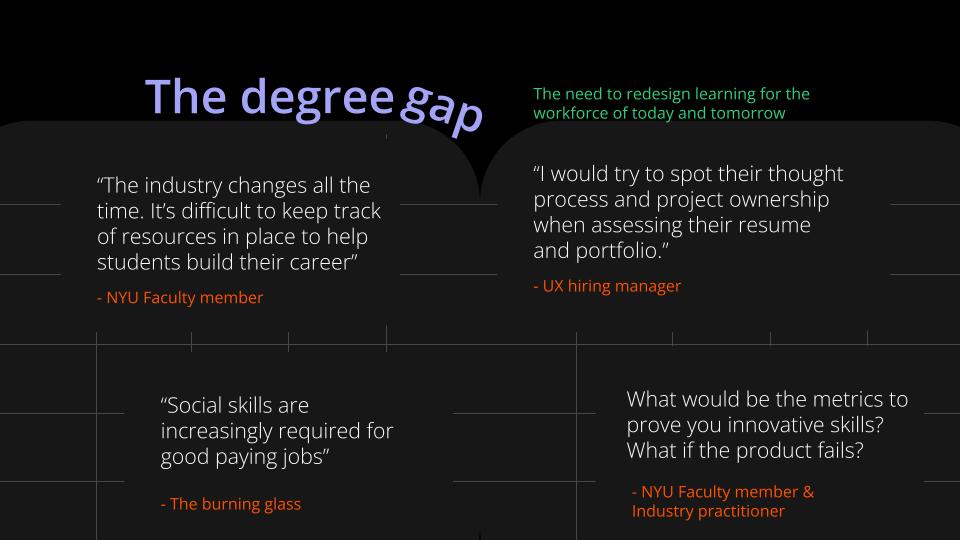 The degree gap
The need to redesign learning for the
workforce of today and tomorrow
“The industry changes all the
time. It’s difficult to keep track
of resources in place to help
students build their career”
- NYU Faculty member
“I would try to spot their thought
process and project ownership
when assessing their resume
and portfolio.”
- UX hiring manager
“Social skills are
increasingly required for
good paying jobs”
- The burning glass
What would be the metrics to
prove you innovative skills?
What if the product fails?
- NYU Faculty member &
Industry practitioner